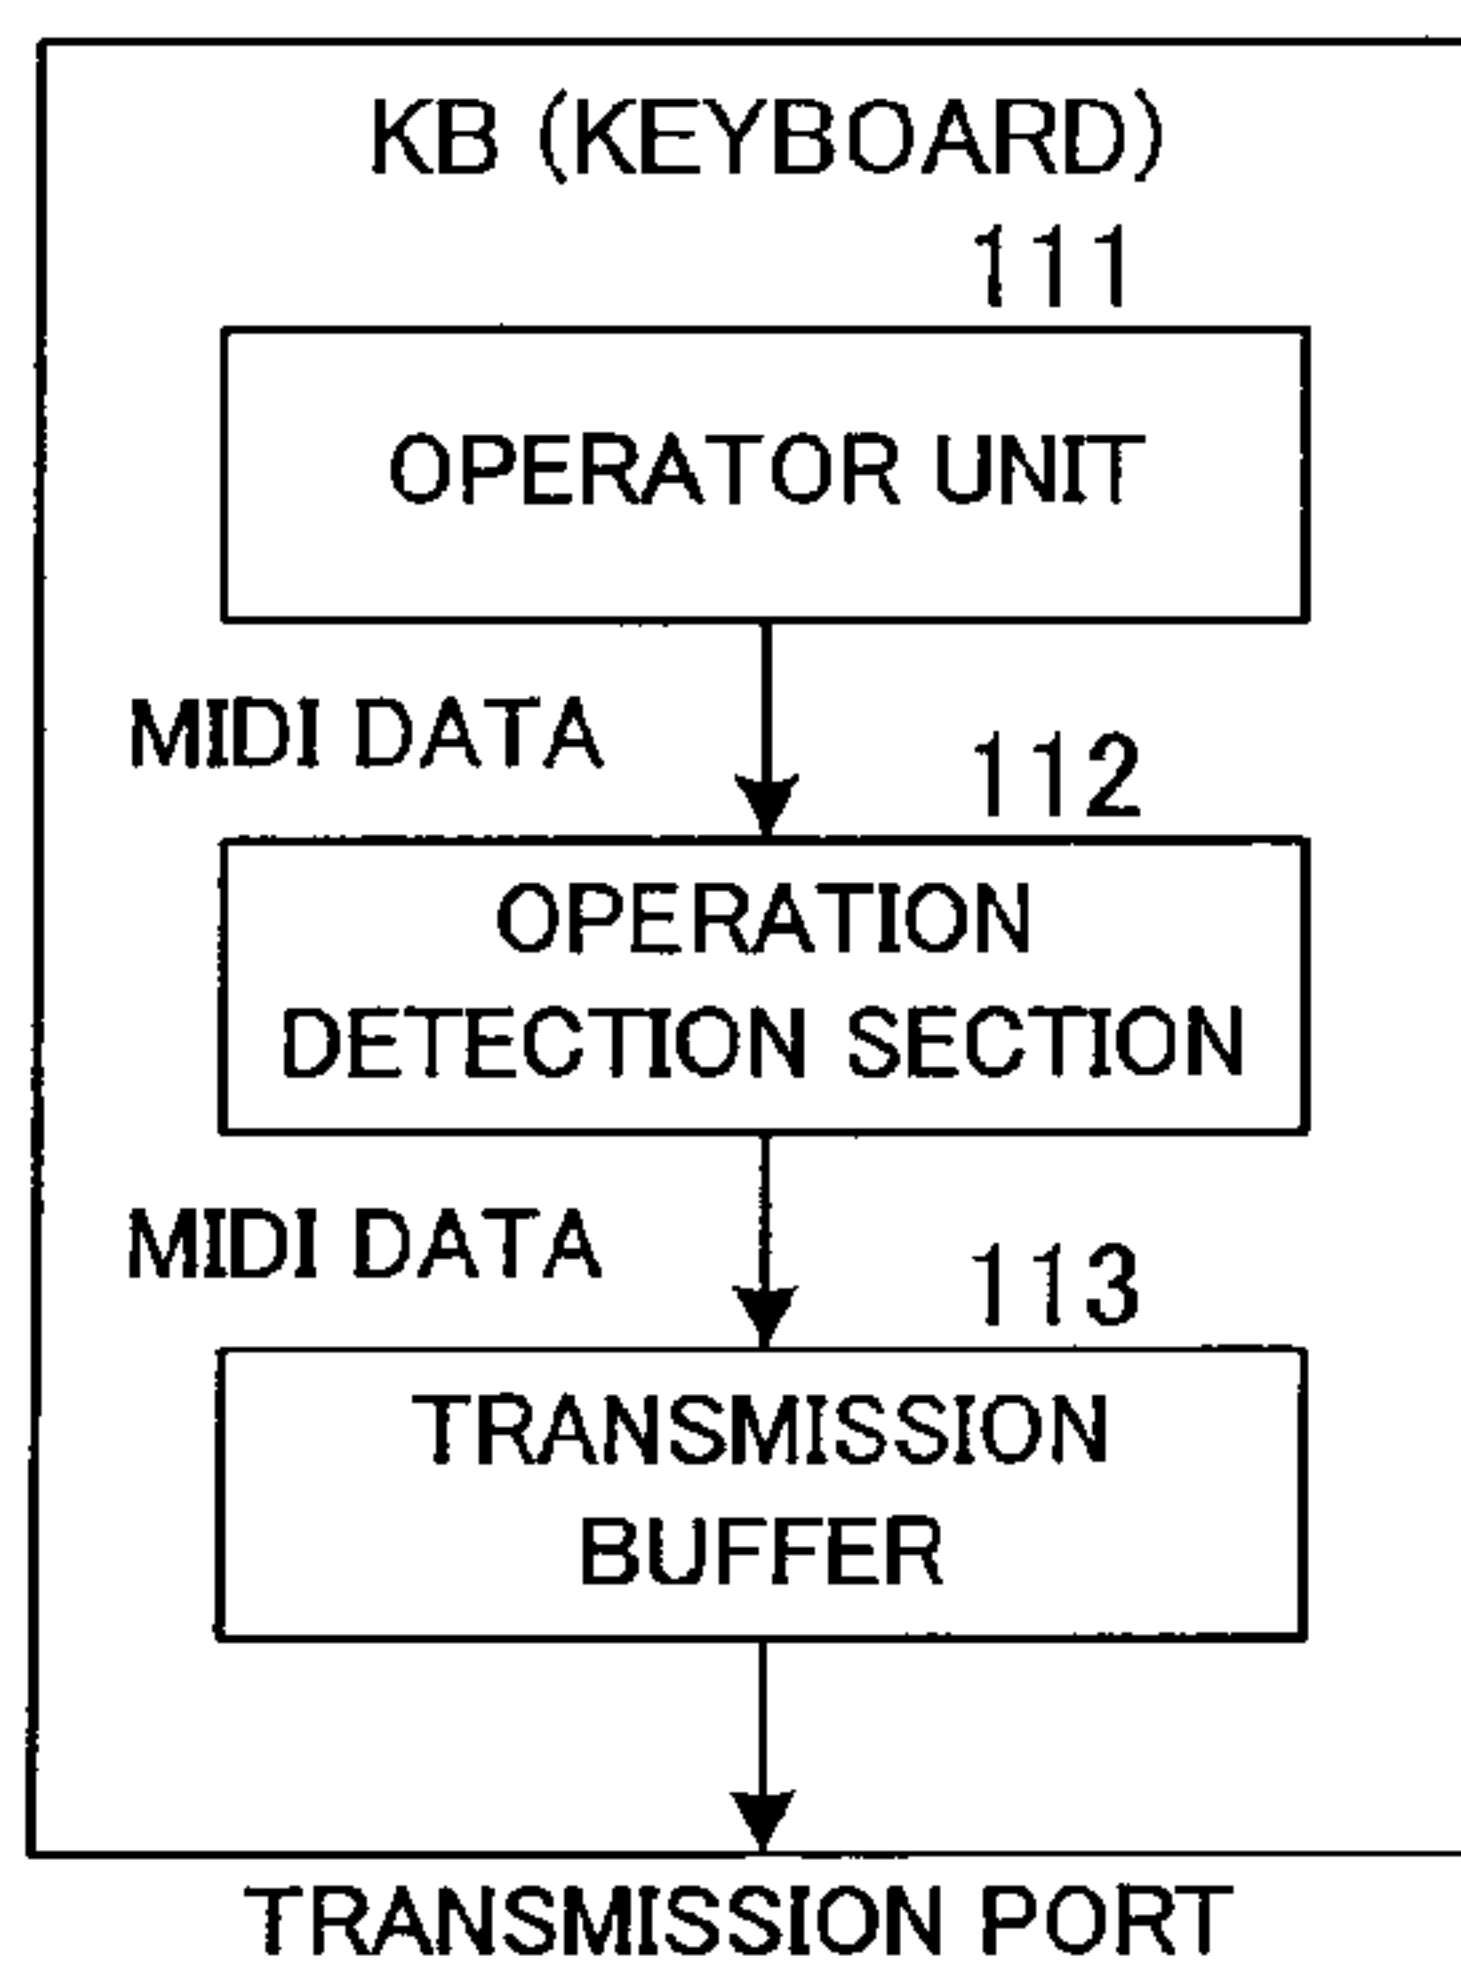 KB (KEYBOARD)
111
OPERATOR UNIT
MIDI DATA
112
OPERATION
DETECTION SECTION
MIDI DATA
113
TRANSMISSION
BUFFER
TRANSMISSION PORT